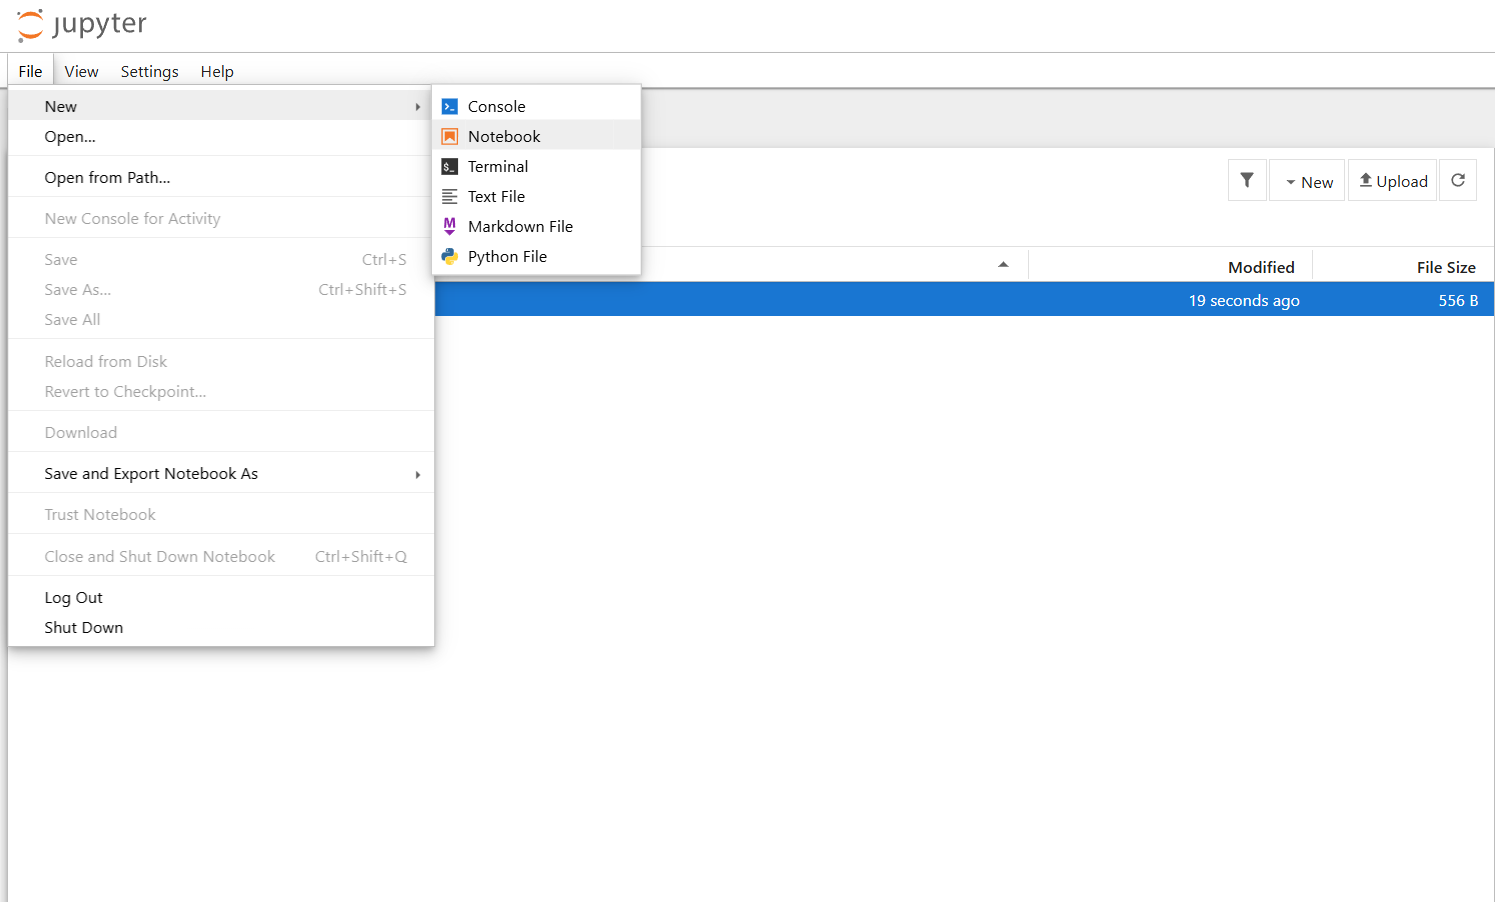 jupyter
File View Settings Help
New
Open...
Open from Path...
New Console for Activity
Save Ctrl+S
Save As... Ctrl+Shift+S
Save All
Reload from Disk
Revert to Checkpoint...
Download
Save and Export Notebook As
Trust Notebook
Close and Shut Down Notebook Ctrl+Shift+Q
Log Out
Shut Down
>_ Console
Notebook
$_ Terminal
Text File
M Markdown File
Python File
New Upload
Modified File Size
19 seconds ago 556 B